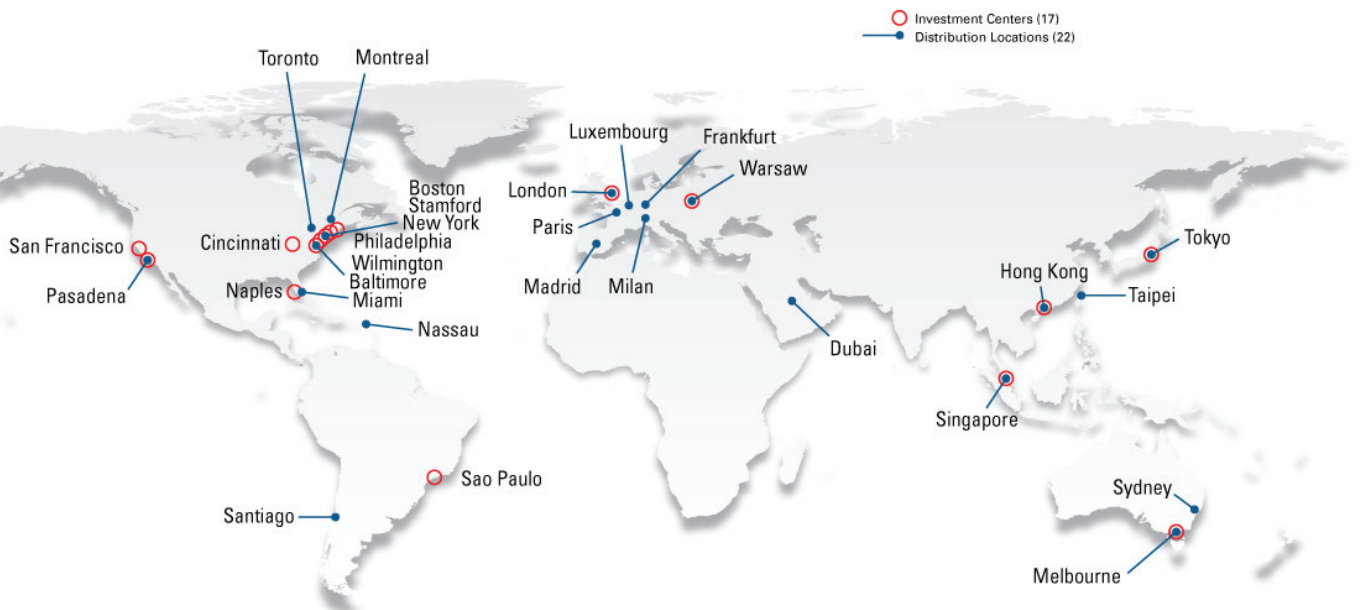 Investment Centers (17)
Distribution Locations (22)
Toronto
Montreal
Luxembourg
Frankfurt
Warsaw
London
Boston
Stamford
New York
Paris
Philadelphia
San Francisco
Cincinnati
Wilmington
Tokyo
Hong Kong
Baltimore
Pasadena
Naples
Miami
Madrid
Milan
Taipei
Nassau
Dubai
Singapore
Sao Paulo
Sydney
Santiago
Melbourne